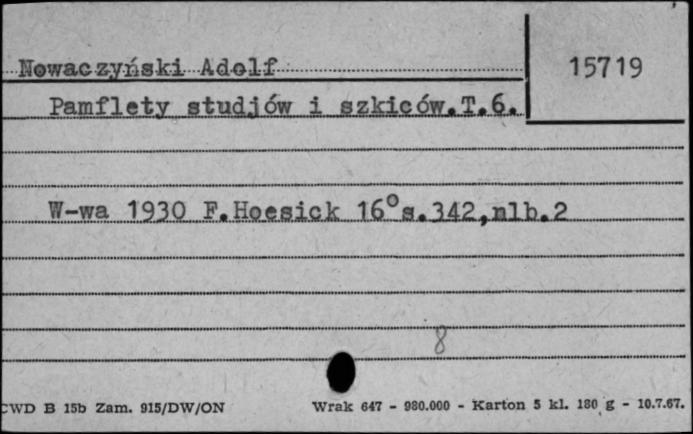 Nowaczyński Adolf
15719
Pamflety studjów i szkiców.T.6.
W-wa 1930 F.Hoesick 16° s.342,nlb.2
8
CWD B 15b Zam. 915/DW/ON
Wrak 647 - 980.000 - Karton 5 kl. 180 g - 10.7.67.